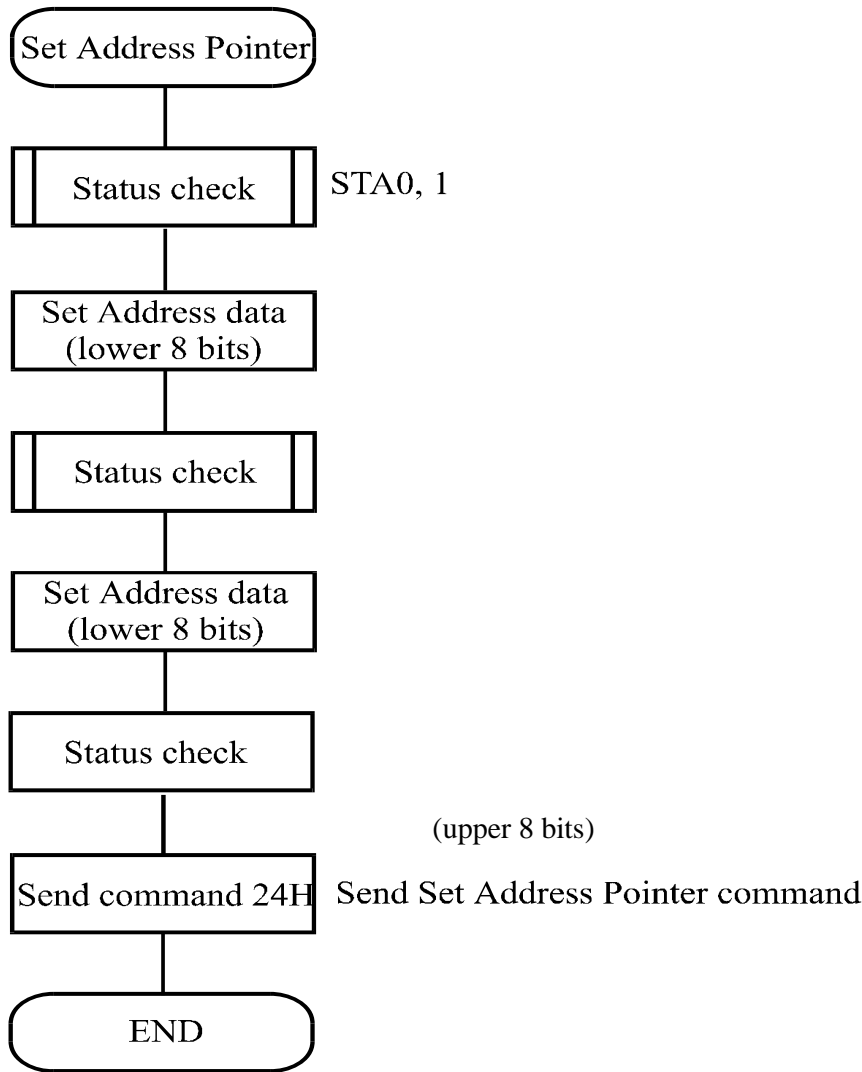 Set Address Pointer
Status check
STA0, 1
Set Address data
(lower 8 bits)
Status check
Set Address data
(lower 8 bits)
Status check
(upper 8 bits)
Send command 24H
Send Set Address Pointer command
END